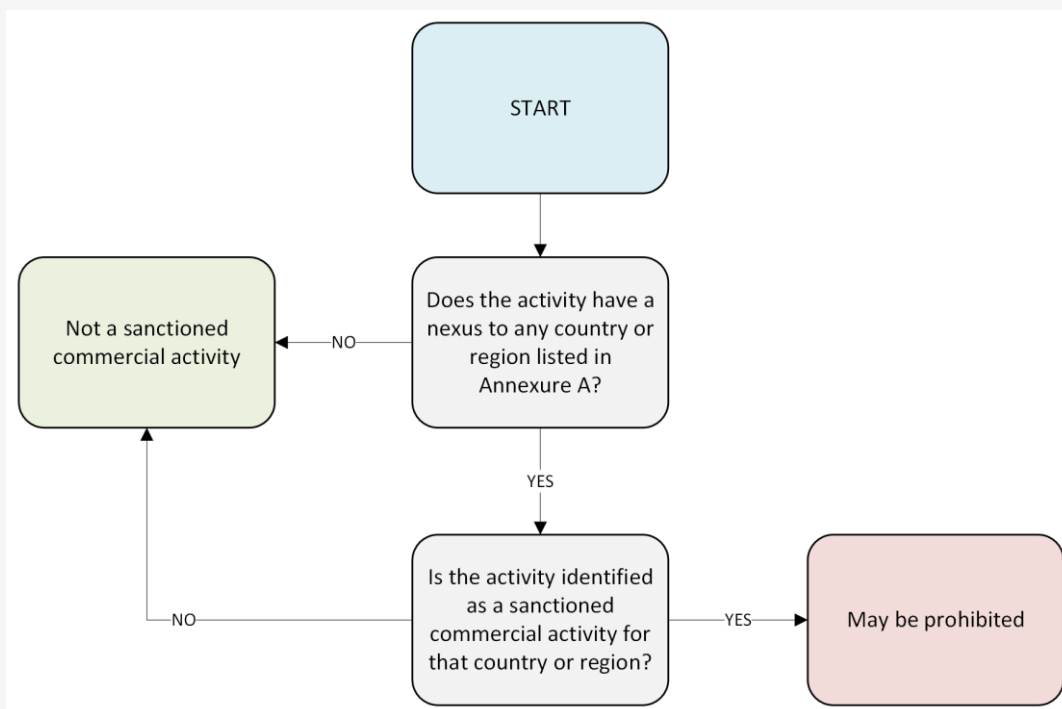 START
Does the activity have a
nexus to any country or
region listed in
Annexure A?
NO
Not a sanctioned
commercial activity
YES
Is the activity identified
as a sanctioned
commercial activity for
that country or region?
NO
YES
May be prohibited